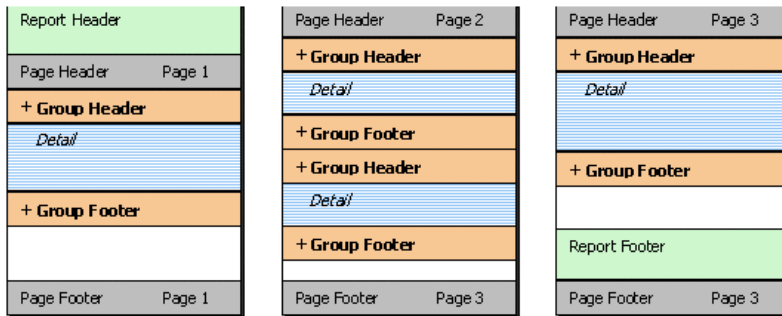 Report Header
Page Header Page 1
+ Group Header
Detail
+ Group Footer
Page Footer Page 1
Page Header Page 2
+ Group Header
Detail
+ Group Footer
+ Group Header
Detail
+ Group Footer
Page Footer Page 3
Page Header Page 3
+ Group Header
Detail
+ Group Footer
Report Footer
Page Footer Page 3